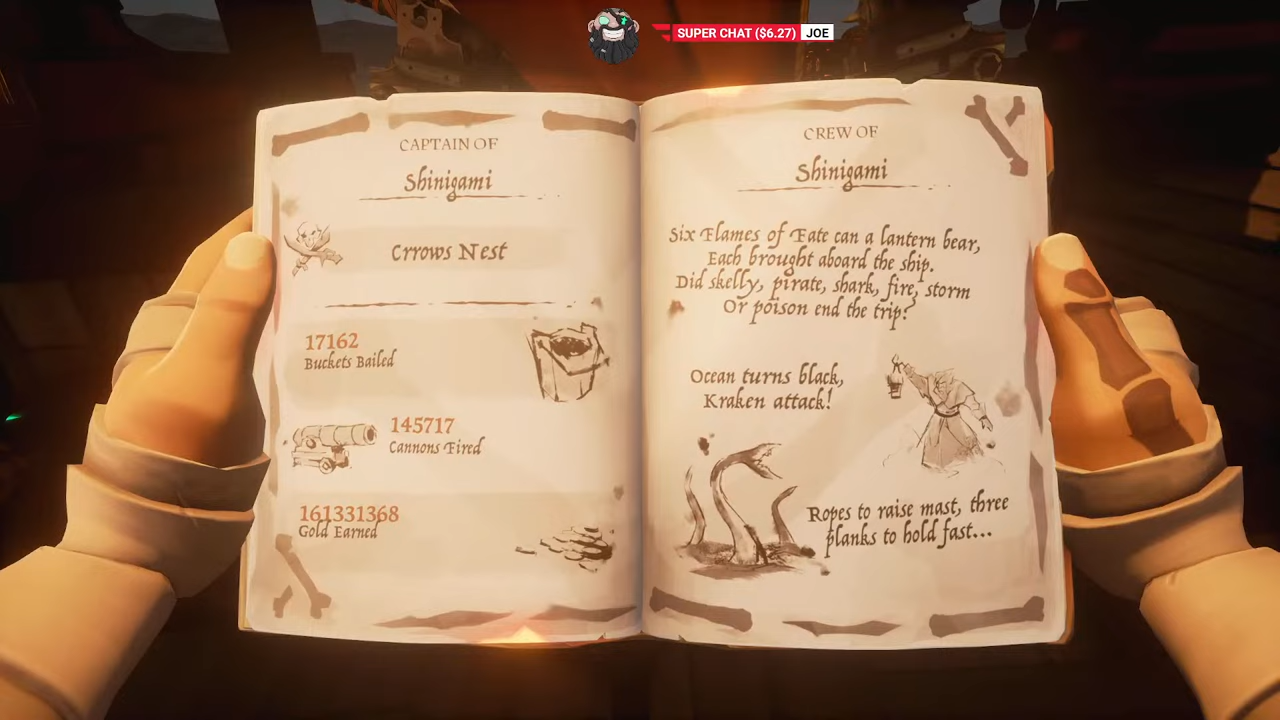 SUPER CHAT ($6.27) JOE
CAPTAIN OF
Shinigami
Crrows Nest
17162
Buckets Bailed
145717
Cannons Fired
161331368
Gold Earned
CREW OF
Shinigami
Six Flames of Fate can a lantern bear,
Each brought aboard the ship.
Did skelly, pirate, shark, fire, storm
Or poison end the trip?
Ocean turns black,
Kraken attack!
Ropes to raise mast, three
planks to hold fast...